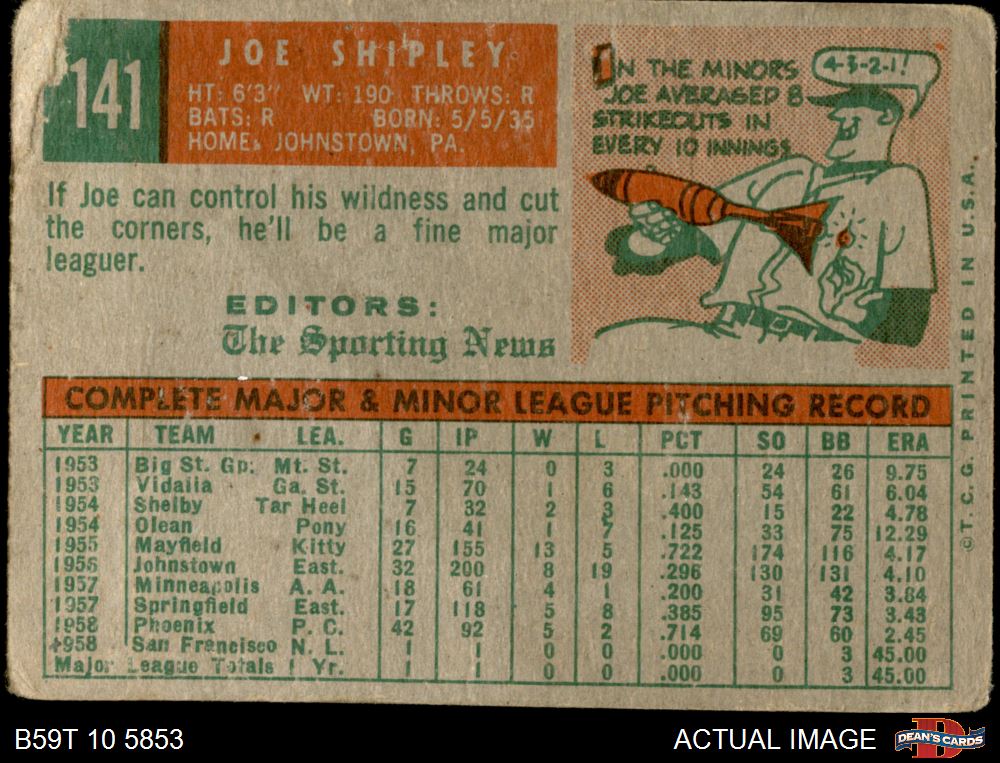 141
JOE SHIPLEY
HT: 6'3" WT: 190 THROWS: R
BATS: R BORN: 5/5/35
HOME: JOHNSTOWN, PA.
IN THE MINORS
JOE AVERAGED 8
STRIKEOUTS IN
EVERY 10 INNINGS
4-3-2-1!
If Joe can control his wildness and cut
the corners, he'll be a fine major
leaguer.
EDITORS:
The Sporting News
COMPLETE MAJOR & MINOR LEAGUE PITCHING RECORD
YEAR TEAM LEA. G IP W L PCT SO BB ERA
1953 Big St. Gp. Mt. St. 7 24 0 3 .000 24 26 9.75
1953 Vidalia Ga. St. 15 70 1 6 .143 54 61 6.04
1954 Shelby Tar Heel 7 32 2 3 .400 15 22 4.78
1954 Olean Pony 16 41 1 7 .125 33 75 12.29
1955 Mayfield Kitty 27 155 13 5 .722 174 116 4.17
1956 Johnstown East. 32 200 8 19 .296 130 131 4.10
1957 Minneapolis A. A. 18 61 4 1 .200 31 42 3.84
1957 Springfield East. 17 118 5 8 .385 95 73 3.43
1958 Phoenix P. C. 42 92 5 2 .714 69 60 2.45
1958 San Francisco N. L. 1 1 0 0 .000 0 3 45.00
Major League Totals 1 Yr. 1 1 0 0 .000 0 3 45.00
© T. C. G. PRINTED IN U.S.A.
B59T 10 5853
ACTUAL IMAGE
DEAN'S CARDS